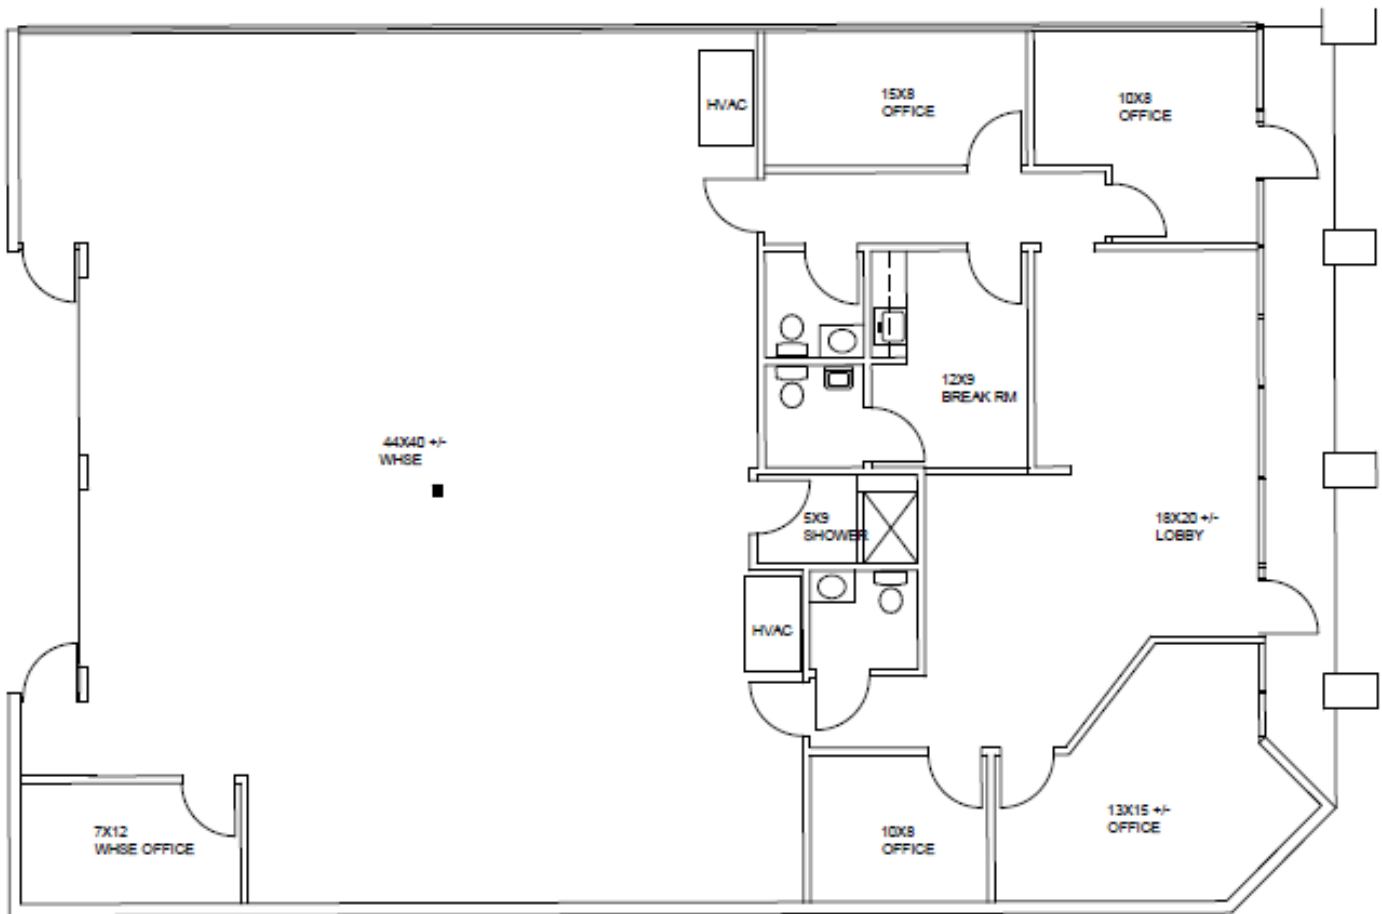 HVAC
15X8
OFFICE
10X8
OFFICE
12X9
BREAK RM
44X40 +/-
WHSE
5X9
SHOWER
18X20 +/-
LOBBY
HVAC
7X12
WHSE OFFICE
10X8
OFFICE
13X15 +/-
OFFICE